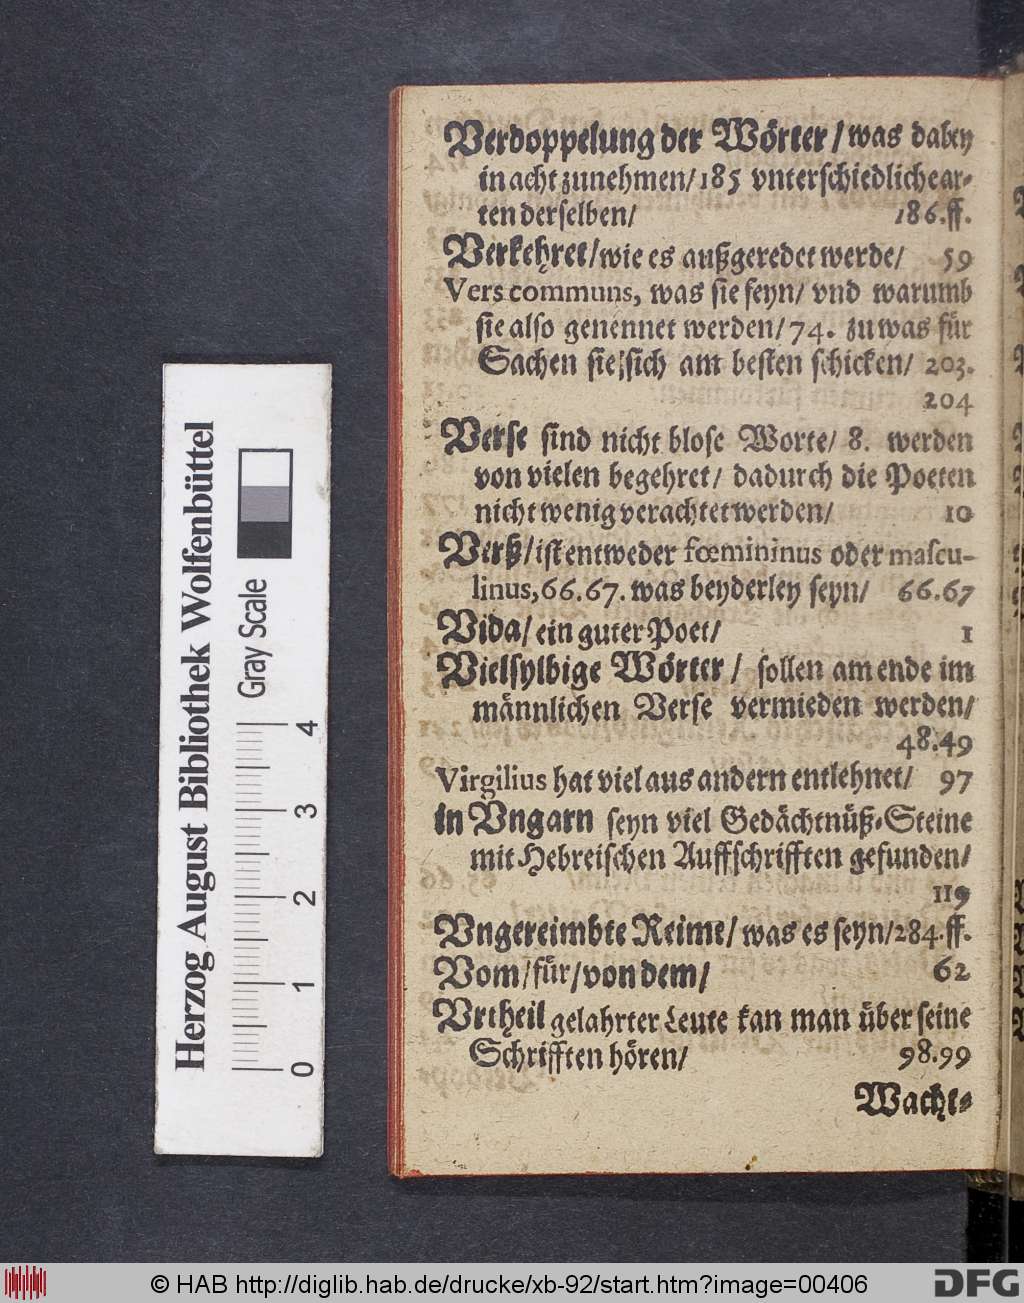 Verdoppelung der Wörter / was dabey
in acht zunehmen / 185 vnterschiedliche ar-
ten derselben / 186. ff.
Verkehret / wie es außgeredet werde / 59
Vers communs, was sie seyn / vnd warumb
sie also genennet werden / 74. zu was für
Sachen sie sich am besten schicken / 203.
204
Verse sind nicht blose Worte / 8. werden
von vielen begehret / dadurch die Poeten
nicht wenig verachtet werden / 10
Verß / ist entweder fœmininus oder mascu-
linus, 66. 67. was beyderley seyn / 66. 67
Vida / ein guter Poet / 1
Vielsylbige Wörter / sollen am ende im
männlichen Verse vermieden werden /
48. 49
Virgilius hat viel aus andern entlehnet / 97
in Vngarn seyn viel Gedächtnüß-Steine
mit Hebreischen Auffschrifften gefunden /
119
Vngereimbte Reime / was es seyn / 284. ff.
Vom / für / von dem / 62
Vrtheil gelahrter Leute kan man über seine
Schrifften hören / 98. 99
Wacht-
Herzog August Bibliothek Wolfenbüttel
Gray Scale
0 1 2 3 4
© HAB http://diglib.hab.de/drucke/xb-92/start.htm?image=00406
DFG